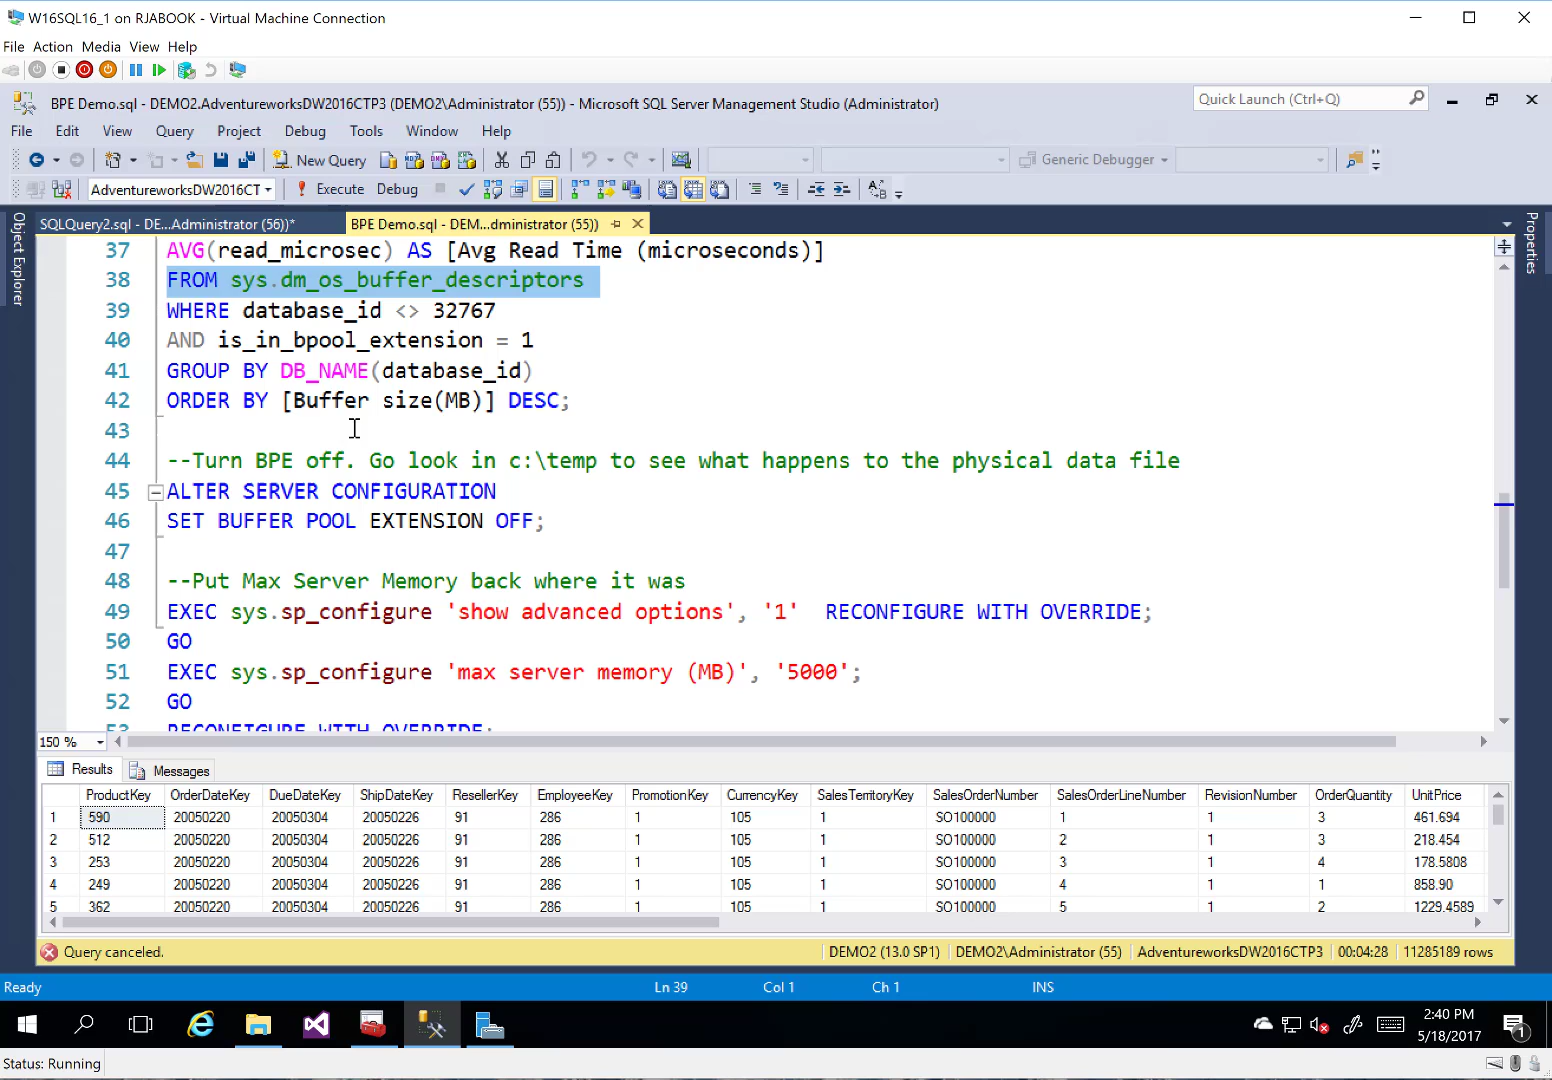 W16SQL16_1 on RJABOOK - Virtual Machine Connection
File Action Media View Help
BPE Demo.sql - DEMO2.AdventureworksDW2016CTP3 (DEMO2\Administrator (55)) - Microsoft SQL Server Management Studio (Administrator)
Quick Launch (Ctrl+Q)
File Edit View Query Project Debug Tools Window Help
New Query
Generic Debugger
AdventureworksDW2016CT
Execute Debug
Object Explorer
SQLQuery2.sql - DE...Administrator (56))*
BPE Demo.sql - DEM...dministrator (55))
Properties
37 AVG(read_microsec) AS [Avg Read Time (microseconds)]
38 FROM sys.dm_os_buffer_descriptors
39 WHERE database_id <> 32767
40 AND is_in_bpool_extension = 1
41 GROUP BY DB_NAME(database_id)
42 ORDER BY [Buffer size(MB)] DESC;
43
44 --Turn BPE off. Go look in c:\temp to see what happens to the physical data file
45 ALTER SERVER CONFIGURATION
46 SET BUFFER POOL EXTENSION OFF;
47
48 --Put Max Server Memory back where it was
49 EXEC sys.sp_configure 'show advanced options', '1'  RECONFIGURE WITH OVERRIDE;
50 GO
51 EXEC sys.sp_configure 'max server memory (MB)', '5000';
52 GO
53 RECONFIGURE WITH OVERRIDE;
150 %
Results Messages
ProductKey OrderDateKey DueDateKey ShipDateKey ResellerKey EmployeeKey PromotionKey CurrencyKey SalesTerritoryKey SalesOrderNumber SalesOrderLineNumber RevisionNumber OrderQuantity UnitPrice
1 590 20050220 20050304 20050226 91 286 1 105 1 SO100000 1 1 3 461.694
2 512 20050220 20050304 20050226 91 286 1 105 1 SO100000 2 1 3 218.454
3 253 20050220 20050304 20050226 91 286 1 105 1 SO100000 3 1 4 178.5808
4 249 20050220 20050304 20050226 91 286 1 105 1 SO100000 4 1 1 858.90
5 362 20050220 20050304 20050226 91 286 1 105 1 SO100000 5 1 2 1229.4589
Query canceled.
DEMO2 (13.0 SP1) DEMO2\Administrator (55) AdventureworksDW2016CTP3 00:04:28 11285189 rows
Ready Ln 39 Col 1 Ch 1 INS
2:40 PM
5/18/2017
1
Status: Running